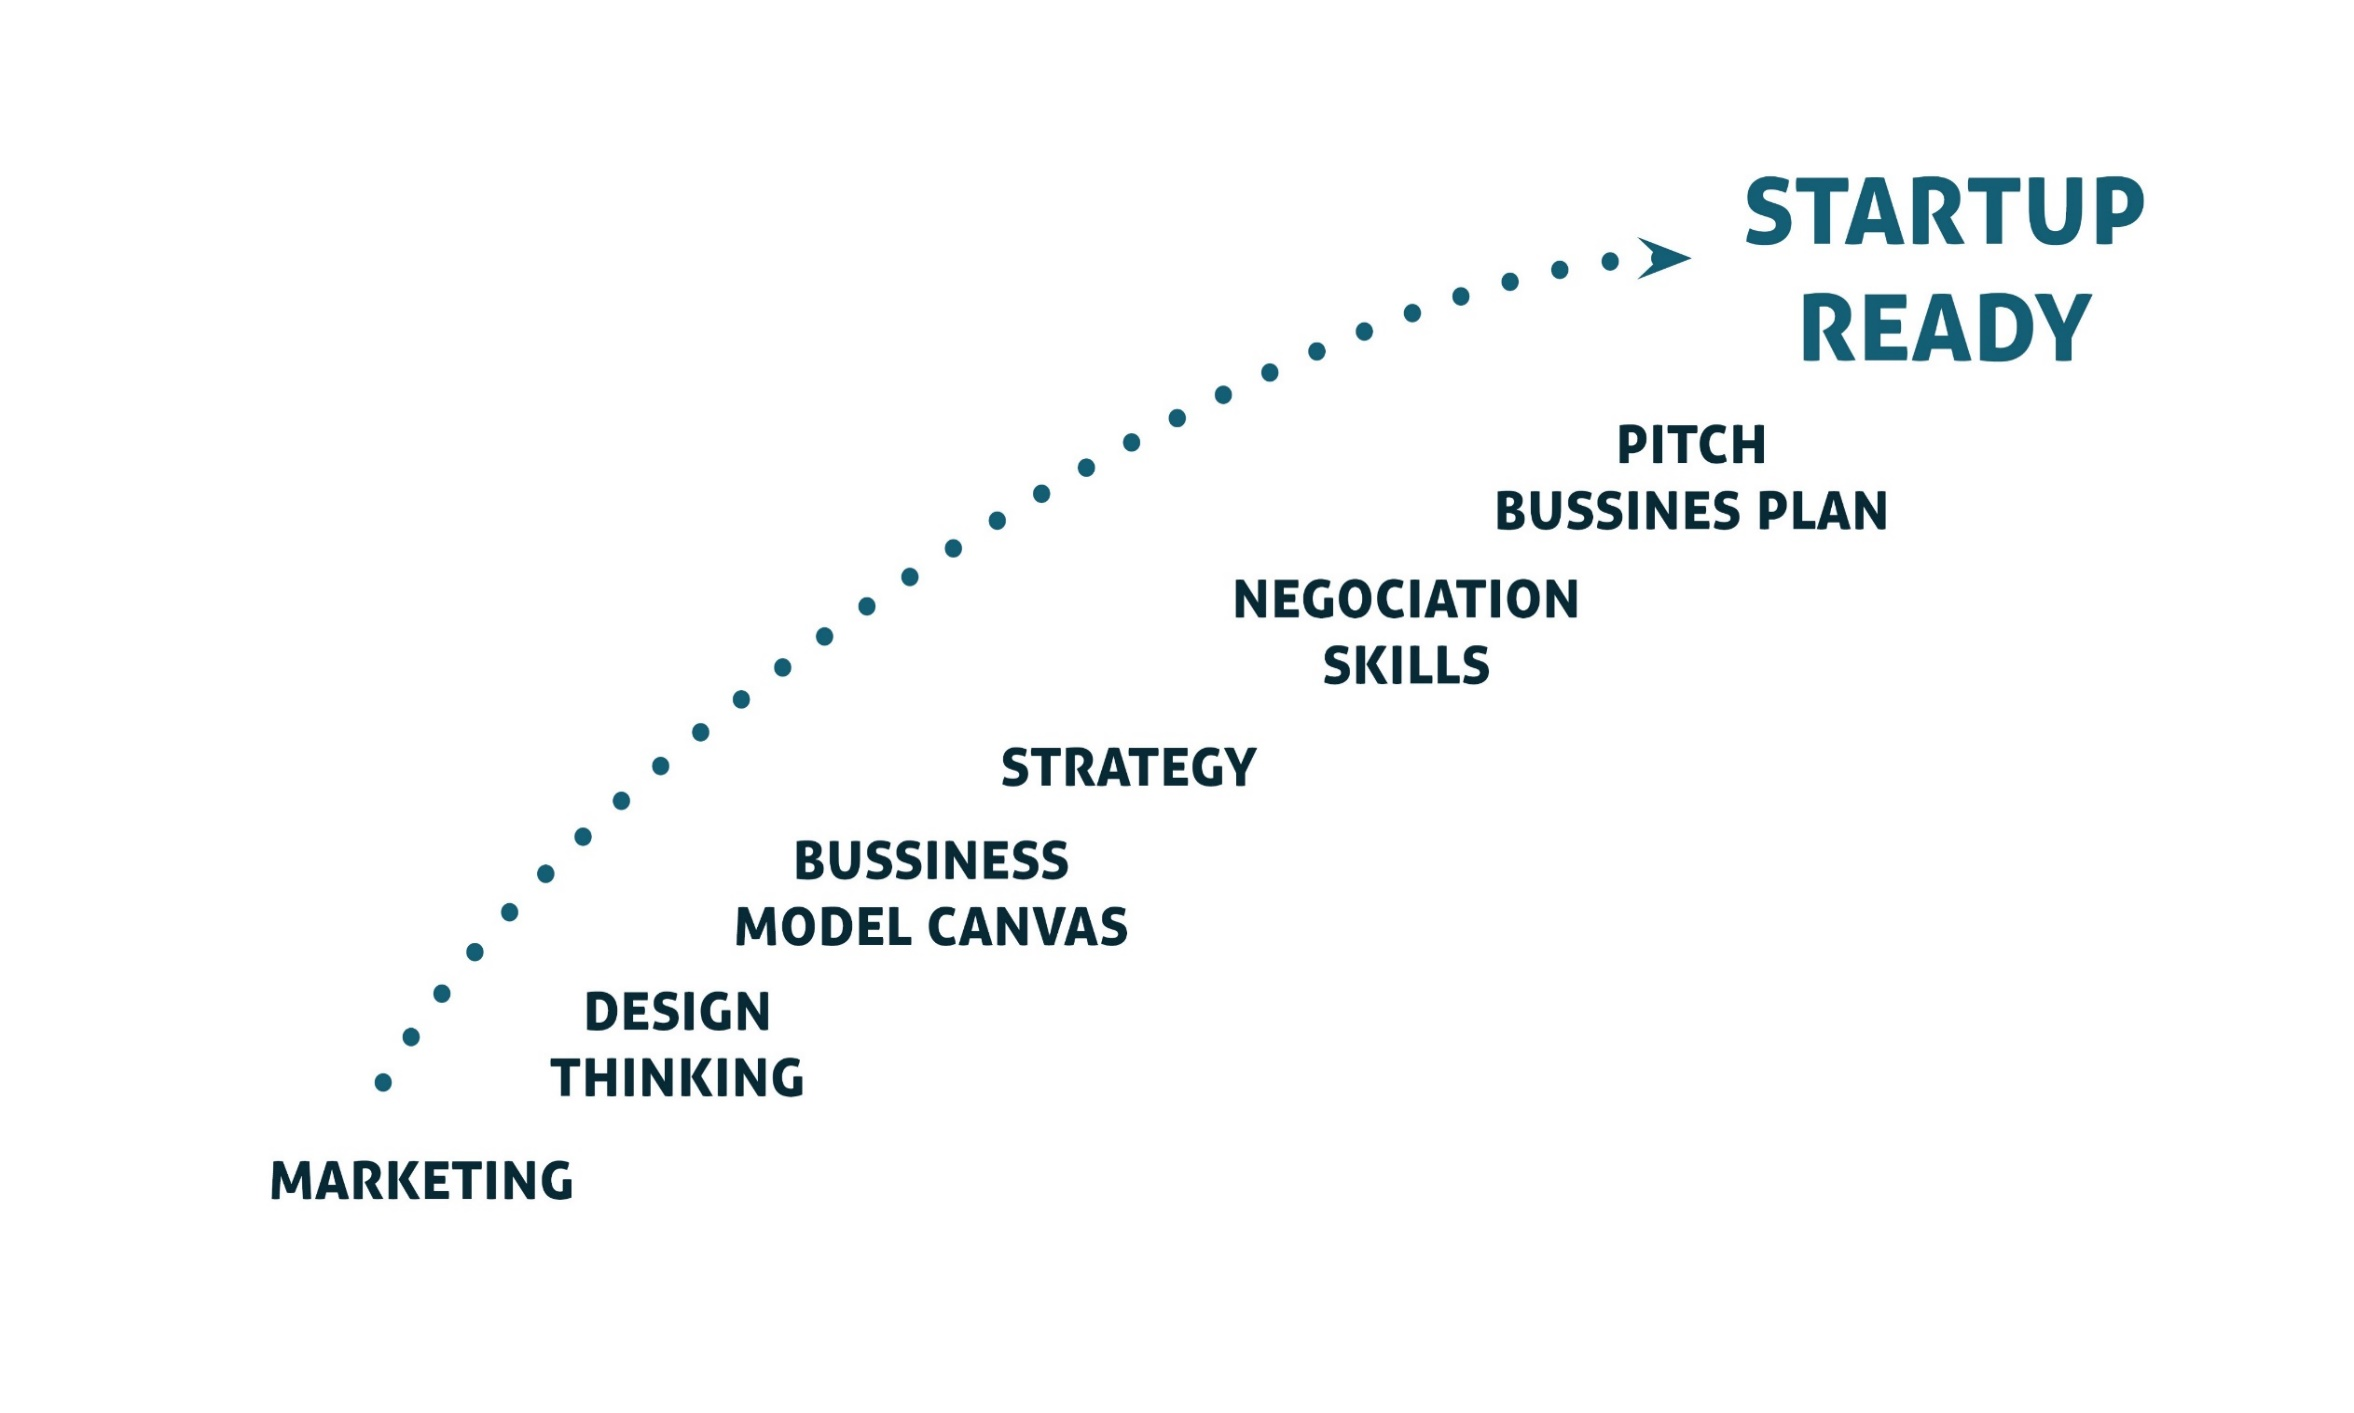 STARTUP
READY
PITCH
BUSSINES PLAN
NEGOCIATION
SKILLS
STRATEGY
BUSSINESS
MODEL CANVAS
DESIGN
THINKING
MARKETING